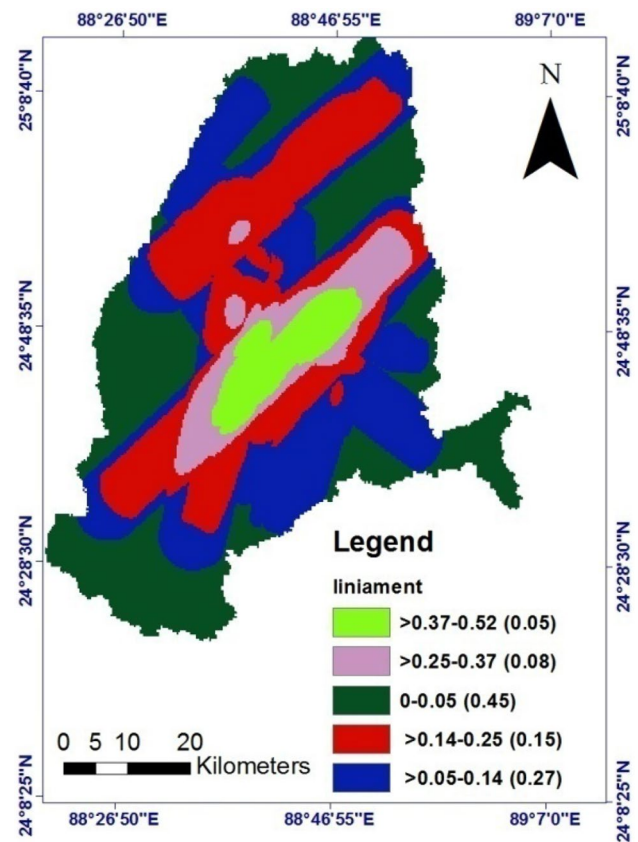 88°26'50"E 88°46'55"E 89°7'0"E
25°8'40"N
25°8'40"N
N
24°48'35"N
24°48'35"N
24°28'30"N
24°28'30"N
24°8'25"N
24°8'25"N
Legend
liniament
>0.37-0.52 (0.05)
>0.25-0.37 (0.08)
0-0.05 (0.45)
>0.14-0.25 (0.15)
>0.05-0.14 (0.27)
0 5 10 20
Kilometers
88°26'50"E 88°46'55"E 89°7'0"E